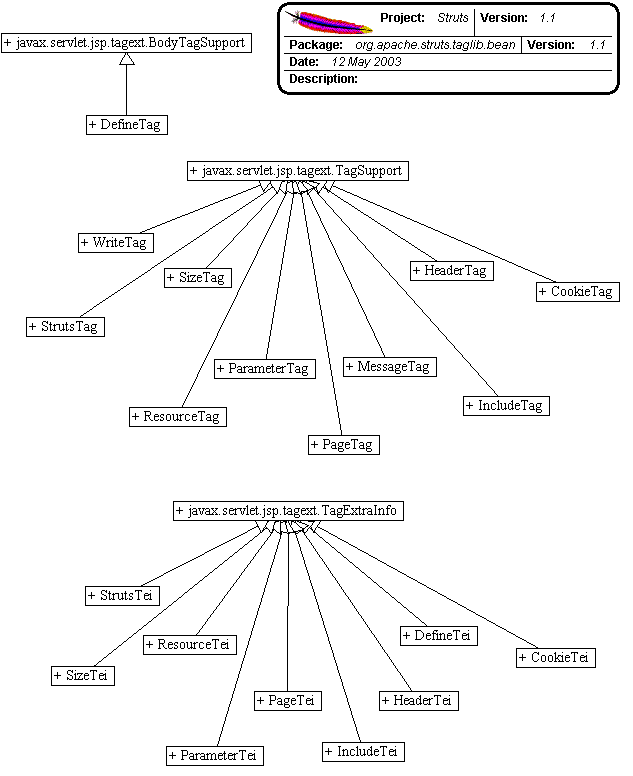 Project: Struts Version: 1.1
Package: org.apache.struts.taglib.bean Version: 1.1
Date: 12 May 2003
Description:
+ javax.servlet.jsp.tagext.BodyTagSupport
+ DefineTag
+ javax.servlet.jsp.tagext.TagSupport
+ WriteTag
+ SizeTag
+ HeaderTag
+ CookieTag
+ StrutsTag
+ ParameterTag
+ MessageTag
+ ResourceTag
+ IncludeTag
+ PageTag
+ javax.servlet.jsp.tagext.TagExtraInfo
+ StrutsTei
+ ResourceTei
+ DefineTei
+ CookieTei
+ SizeTei
+ PageTei
+ HeaderTei
+ ParameterTei
+ IncludeTei